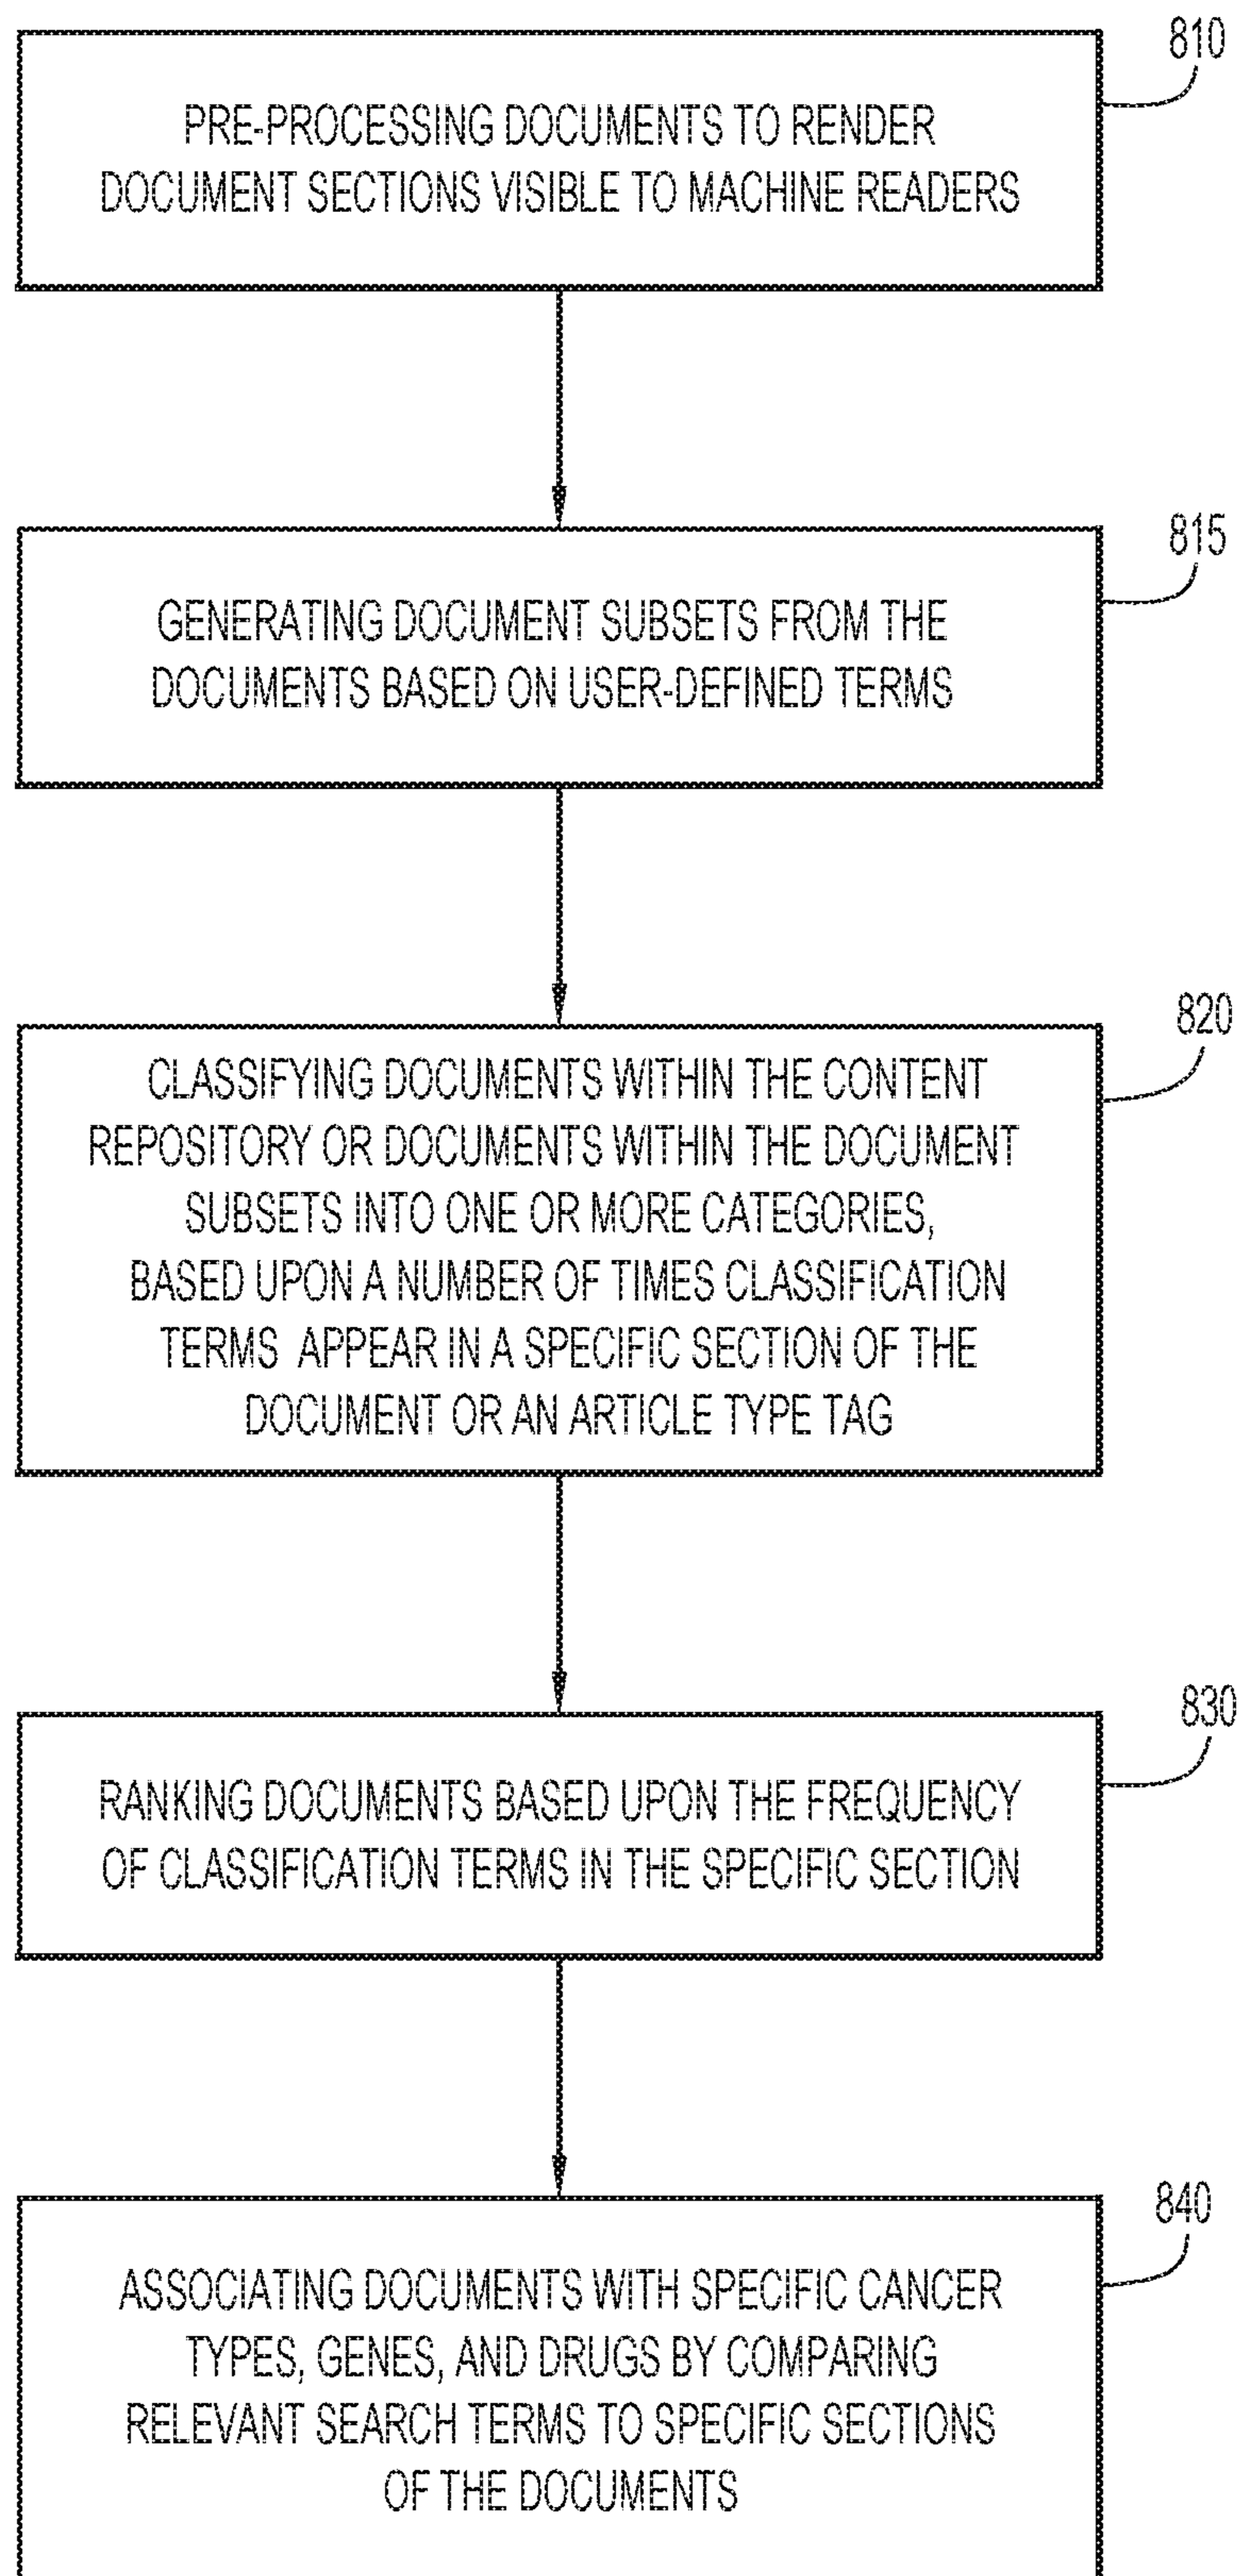 810
PRE-PROCESSING DOCUMENTS TO RENDER
DOCUMENT SECTIONS VISIBLE TO MACHINE READERS
815
GENERATING DOCUMENT SUBSETS FROM THE
DOCUMENTS BASED ON USER-DEFINED TERMS
820
CLASSIFYING DOCUMENTS WITHIN THE CONTENT
REPOSITORY OR DOCUMENTS WITHIN THE DOCUMENT
SUBSETS INTO ONE OR MORE CATEGORIES,
BASED UPON A NUMBER OF TIMES CLASSIFICATION
TERMS APPEAR IN A SPECIFIC SECTION OF THE
DOCUMENT OR AN ARTICLE TYPE TAG
830
RANKING DOCUMENTS BASED UPON THE FREQUENCY
OF CLASSIFICATION TERMS IN THE SPECIFIC SECTION
840
ASSOCIATING DOCUMENTS WITH SPECIFIC CANCER
TYPES, GENES, AND DRUGS BY COMPARING
RELEVANT SEARCH TERMS TO SPECIFIC SECTIONS
OF THE DOCUMENTS